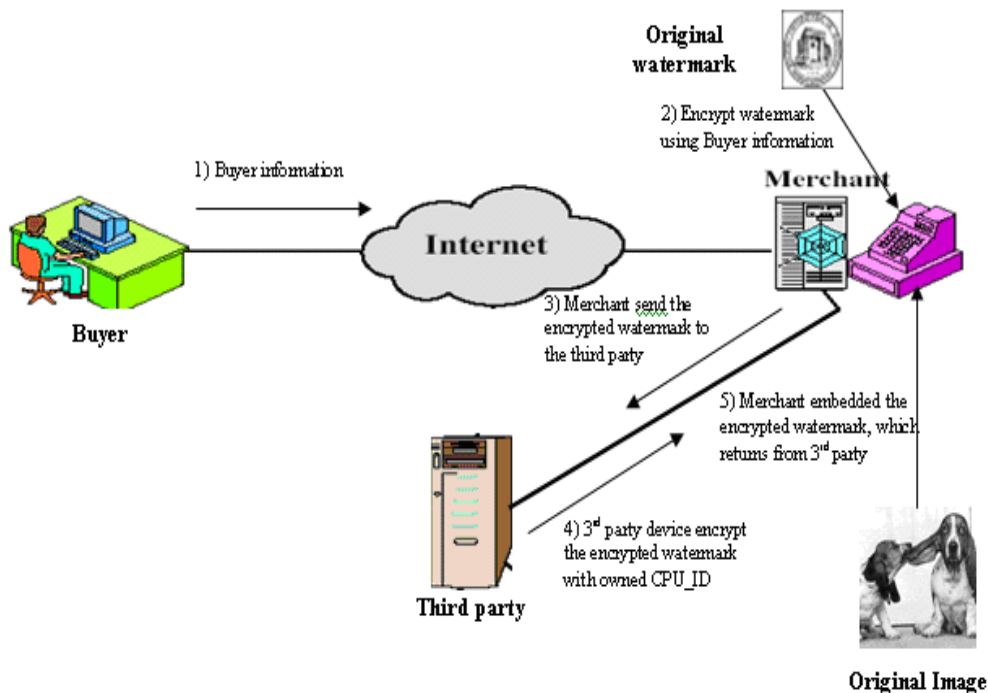 Original
watermark
2) Encrypt watermark
using Buyer information
1) Buyer information
Merchant
Internet
Buyer
3) Merchant send the
encrypted watermark to
the third party
5) Merchant embedded the
encrypted watermark, which
returns from 3rd party
4) 3rd party device encrypt
the encrypted watermark
with owned CPU_ID
Third party
Original Image